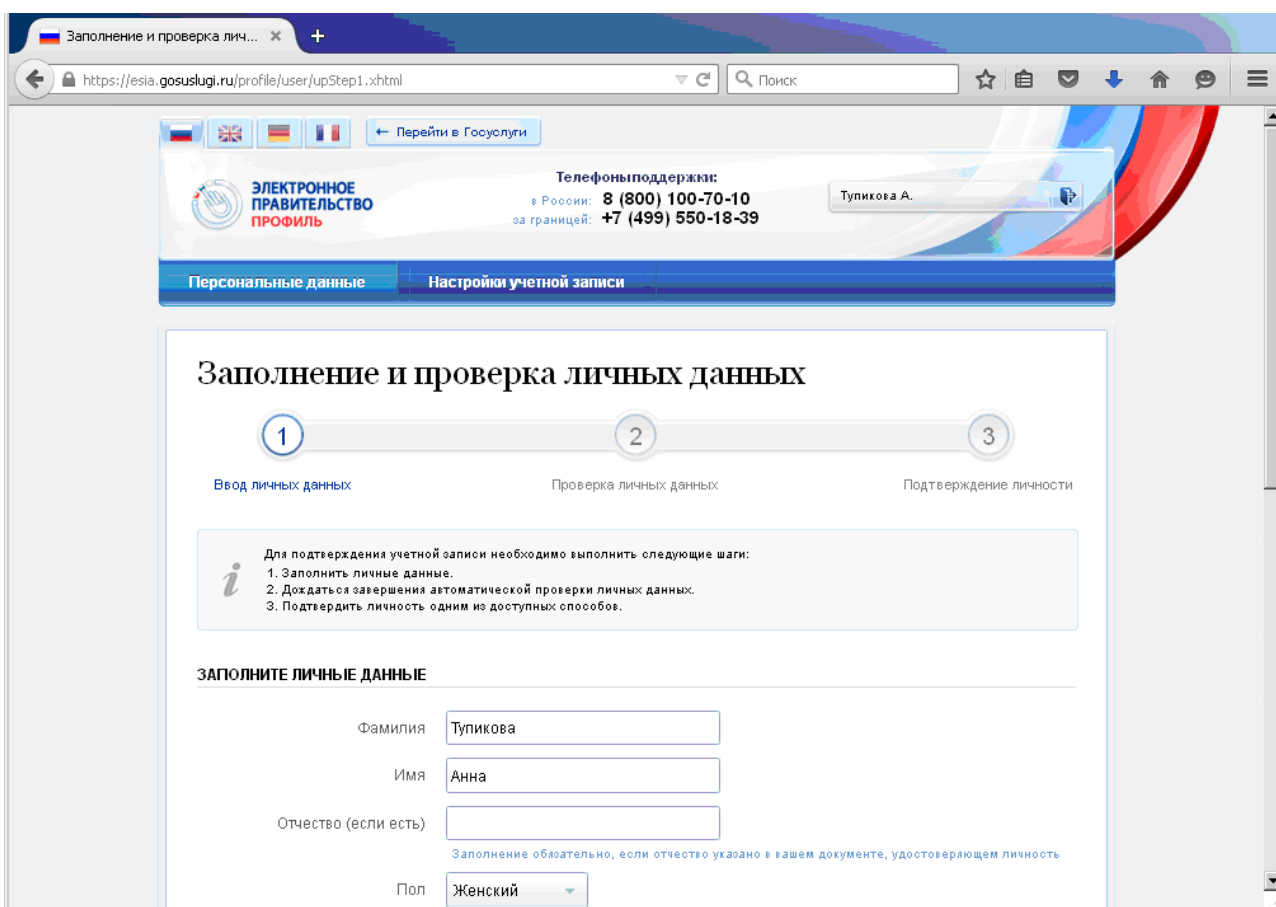 Заполнение и проверка лич...
https://esia.gosuslugi.ru/profile/user/upStep1.xhtml
Поиск
← Перейти в Госуслуги
ЭЛЕКТРОННОЕ
ПРАВИТЕЛЬСТВО
ПРОФИЛЬ
Телефоны поддержки:
в России: 8 (800) 100-70-10
за границей: +7 (499) 550-18-39
Тупикова А.
Персональные данные
Настройки учетной записи
Заполнение и проверка личных данных
1
2
3
Ввод личных данных
Проверка личных данных
Подтверждение личности
i
Для подтверждения учетной записи необходимо выполнить следующие шаги:
1. Заполнить личные данные.
2. Дождаться завершения автоматической проверки личных данных.
3. Подтвердить личность одним из доступных способов.
ЗАПОЛНИТЕ ЛИЧНЫЕ ДАННЫЕ
Фамилия Тупикова
Имя Анна
Отчество (если есть)
Заполнение обязательно, если отчество указано в вашем документе, удостоверяющем личность
Пол Женский